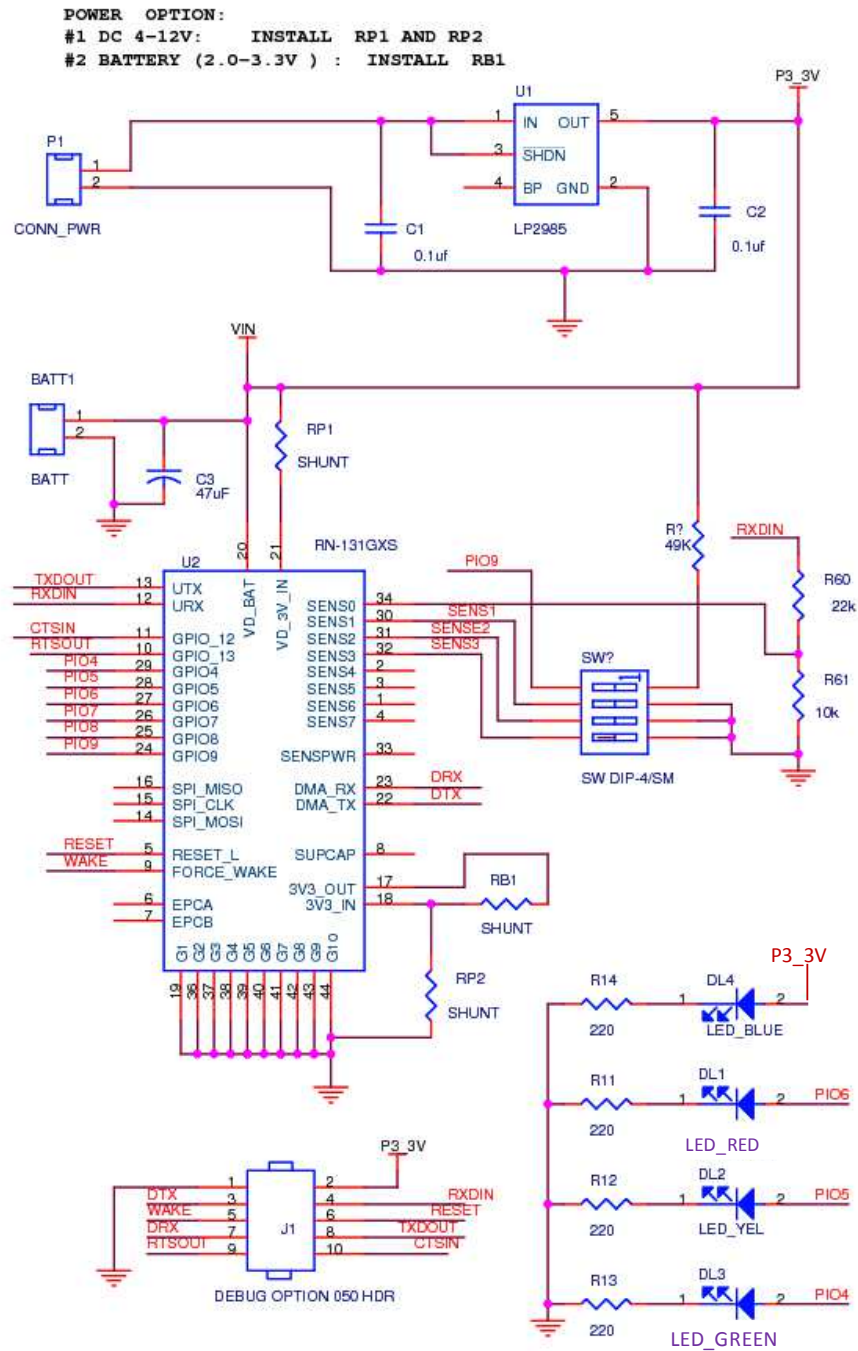 POWER OPTION:
#1 DC 4-12V: INSTALL RP1 AND RP2
#2 BATTERY (2.0-3.3V ) : INSTALL RB1
P3_3V
U1
1 IN OUT 5
3 SHDN
4 BP GND 2
LP2985
P1
1
2
CONN_PWR
C1
0.1uf
C2
0.1uf
VIN
BATT1
1
2
BATT
C3
47uF
RP1
SHUNT
R?
49K
RXDIN
R60
22k
R61
10k
PIO9
SENS1
SENSE2
SENS3
SW?
SW DIP-4/SM
U2
RN-131GXS
20 VD_BAT
21 VD_3V_IN
TXDOUT 13 UTX
RXDIN 12 URX
CTSIN 11 GPIO_12
RTSOUT 10 GPIO_13
PIO4 29 GPIO4
PIO5 28 GPIO5
PIO6 27 GPIO6
PIO7 26 GPIO7
PIO8 25 GPIO8
PIO9 24 GPIO9
16 SPI_MISO
15 SPI_CLK
14 SPI_MOSI
RESET 5 RESET_L
WAKE 9 FORCE_WAKE
6 EPCA
7 EPCB
SENS0 34
SENS1 30
SENS2 31
SENS3 32
SENS4 2
SENS5 3
SENS6 1
SENS7 4
SENSPWR 33
DMA_RX 23 DRX
DMA_TX 22 DTX
SUPCAP 8
3V3_OUT 17
3V3_IN 18
RB1
SHUNT
RP2
SHUNT
G1 G2 G3 G4 G5 G6 G7 G8 G9 G10
19 36 37 38 39 40 41 42 43 44
P3_3V
R14
220
1 DL4 2
LED_BLUE
R11
220
1 DL1 2 PIO6
LED_RED
R12
220
1 DL2 2 PIO5
LED_YEL
R13
220
1 DL3 2 PIO4
LED_GREEN
P3_3V
1 2
DTX 3 4 RXDIN
WAKE 5 6 RESET
DRX 7 8 TXDOUT
RTSOUT 9 10 CTSIN
J1
DEBUG OPTION 050 HDR